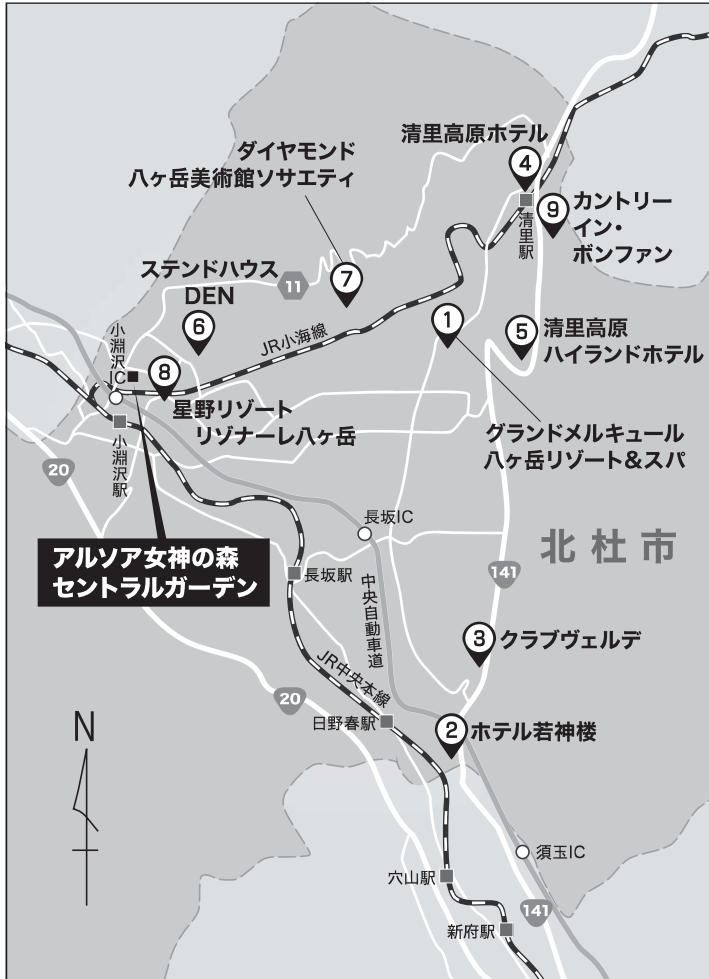 清里高原ホテル
4
ダイヤモンド
八ヶ岳美術館ソサエティ
9
カントリー
イン・
ボンファン
清里駅
ステンドハウス
DEN
11
7
6
1
5
清里高原
ハイランドホテル
JR小海線
小淵沢IC
8
星野リゾート
リゾナーレ八ヶ岳
グランドメルキュール
八ヶ岳リゾート&スパ
小淵沢駅
20
長坂IC
北杜市
アルソア女神の森
セントラルガーデン
長坂駅
中央自動車道
141
3
クラブヴェルデ
JR中央本線
20
N
日野春駅
2
ホテル若神楼
須玉IC
穴山駅
141
新府駅